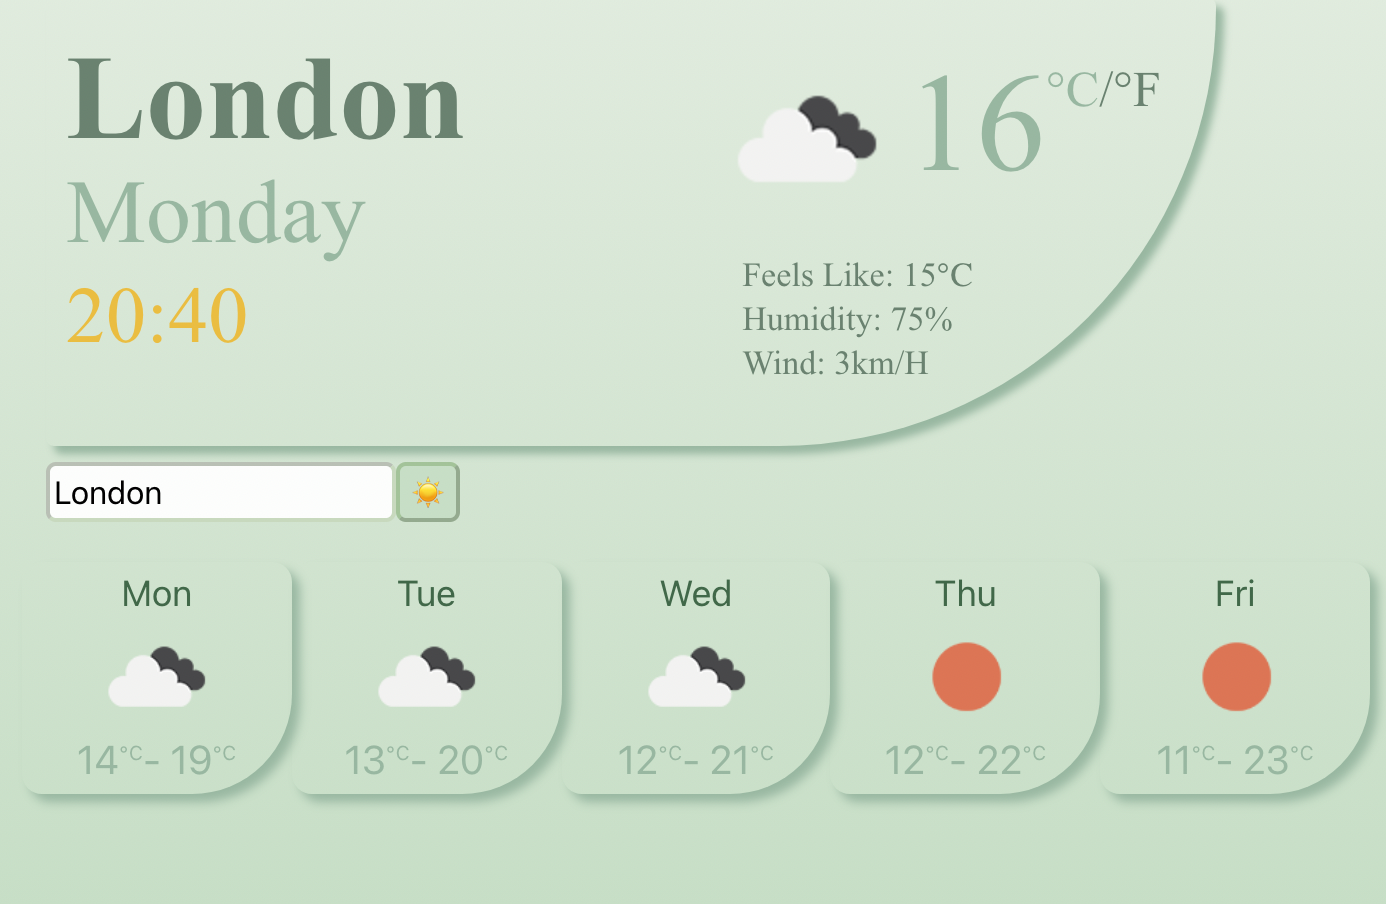 London
Monday
20:40
16°C/°F
Feels Like: 15°C
Humidity: 75%
Wind: 3km/H
London
Mon
Tue
Wed
Thu
Fri
14°C- 19°C
13°C- 20°C
12°C- 21°C
12°C- 22°C
11°C- 23°C